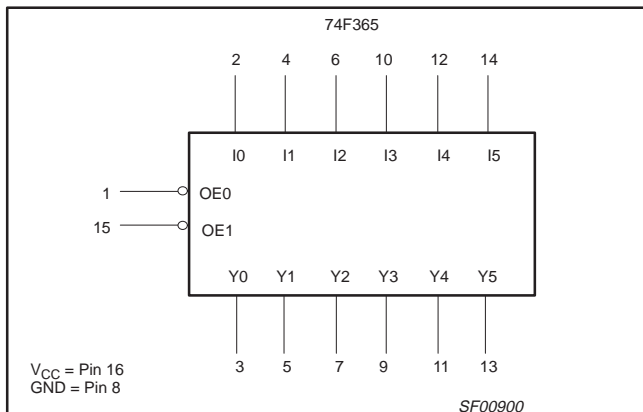 74F365
2 4 6 10 12 14
I0 I1 I2 I3 I4 I5
1 OE0
15 OE1
Y0 Y1 Y2 Y3 Y4 Y5
3 5 7 9 11 13
VCC = Pin 16
GND = Pin 8
SF00900